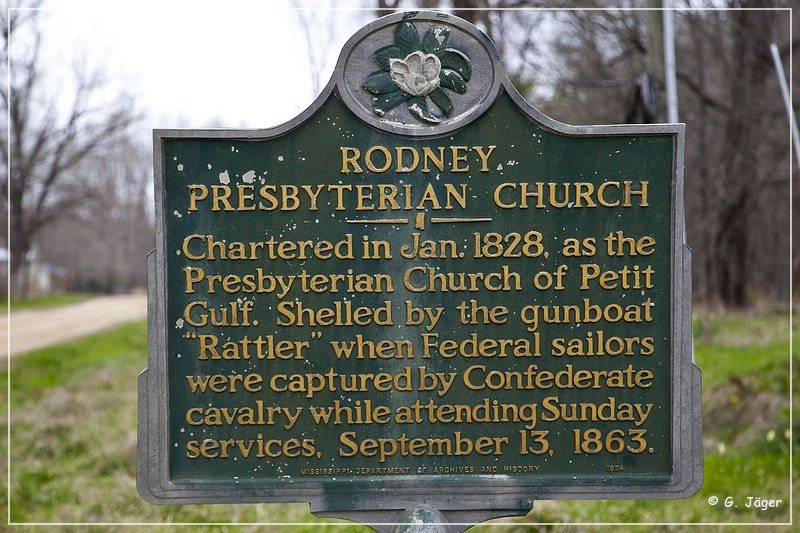 RODNEY
PRESBYTERIAN CHURCH
Chartered in Jan. 1828, as the
Presbyterian Church of Petit
Gulf. Shelled by the gunboat
“Rattler” when Federal sailors
were captured by Confederate
cavalry while attending Sunday
services, September 13, 1863.
MISSISSIPPI DEPARTMENT OF ARCHIVES AND HISTORY 1974
© G. Jäger